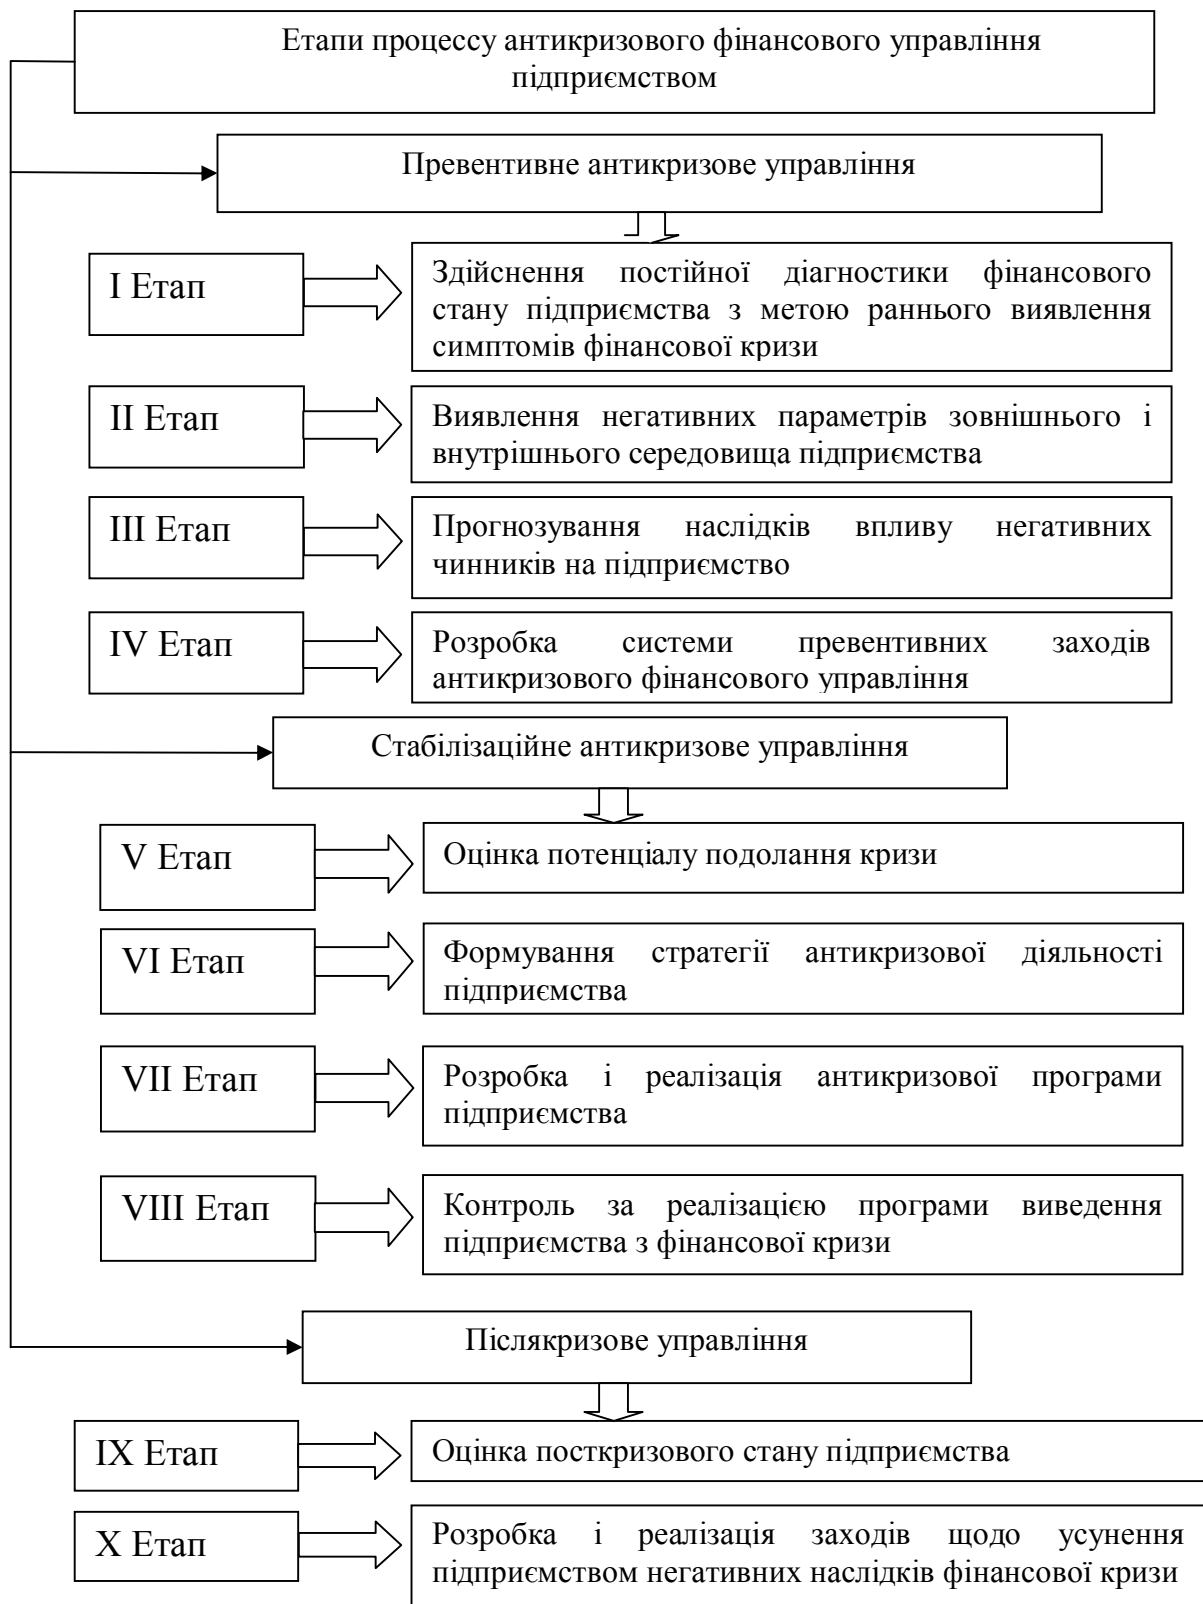 Етапи процессу антикризового фінансового управління
підприємством
Превентивне антикризове управління
І Етап
Здійснення постійної діагностики фінансового
стану підприємства з метою раннього виявлення
симптомів фінансової кризи
ІІ Етап
Виявлення негативних параметрів зовнішнього і
внутрішнього середовища підприємства
ІІІ Етап
Прогнозування наслідків впливу негативних
чинників на підприємство
IV Етап
Розробка системи превентивних заходів
антикризового фінансового управління
Стабілізаційне антикризове управління
V Етап
Оцінка потенціалу подолання кризи
VI Етап
Формування стратегії антикризової діяльності
підприємства
VII Етап
Розробка і реалізація антикризової програми
підприємства
VIII Етап
Контроль за реалізацією програми виведення
підприємства з фінансової кризи
Післякризове управління
IX Етап
Оцінка посткризового стану підприємства
X Етап
Розробка і реалізація заходів щодо усунення
підприємством негативних наслідків фінансової кризи